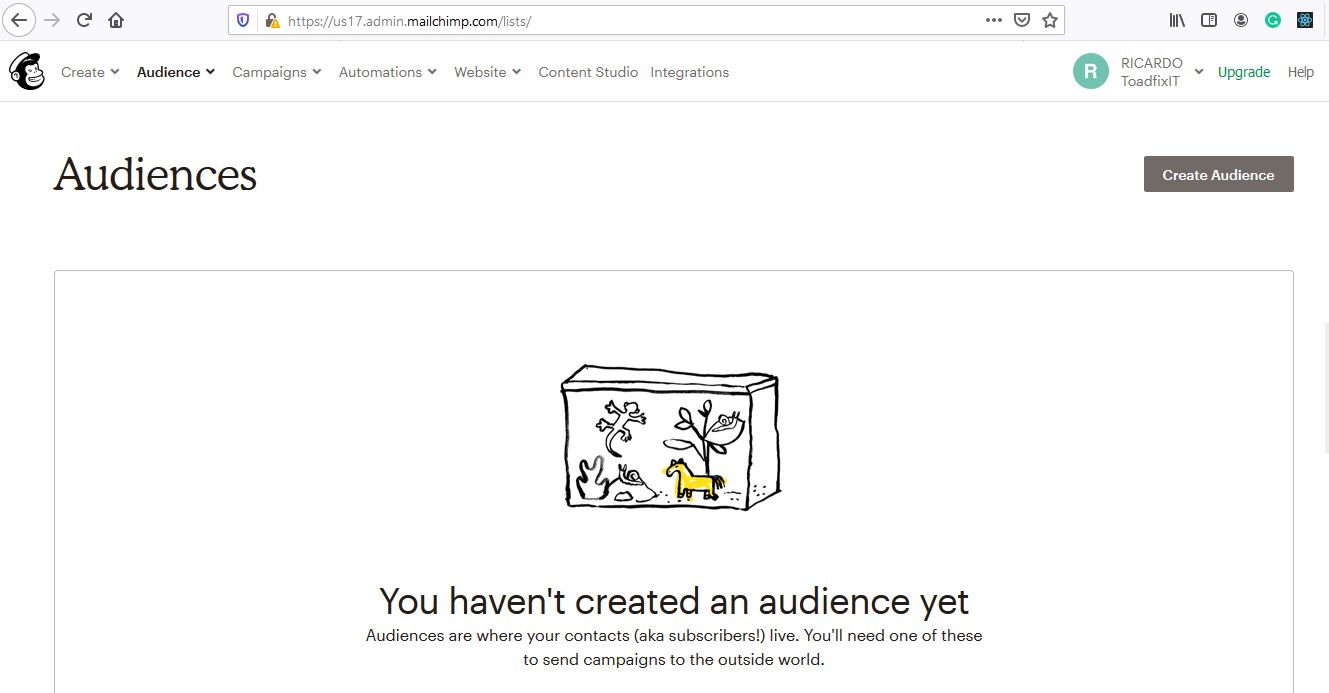 https://us17.admin.mailchimp.com/lists/
Create Audience Campaigns Automations Website Content Studio Integrations
R
RICARDO
ToadfixIT
Upgrade Help
Audiences
Create Audience
You haven't created an audience yet
Audiences are where your contacts (aka subscribers!) live. You'll need one of these
to send campaigns to the outside world.